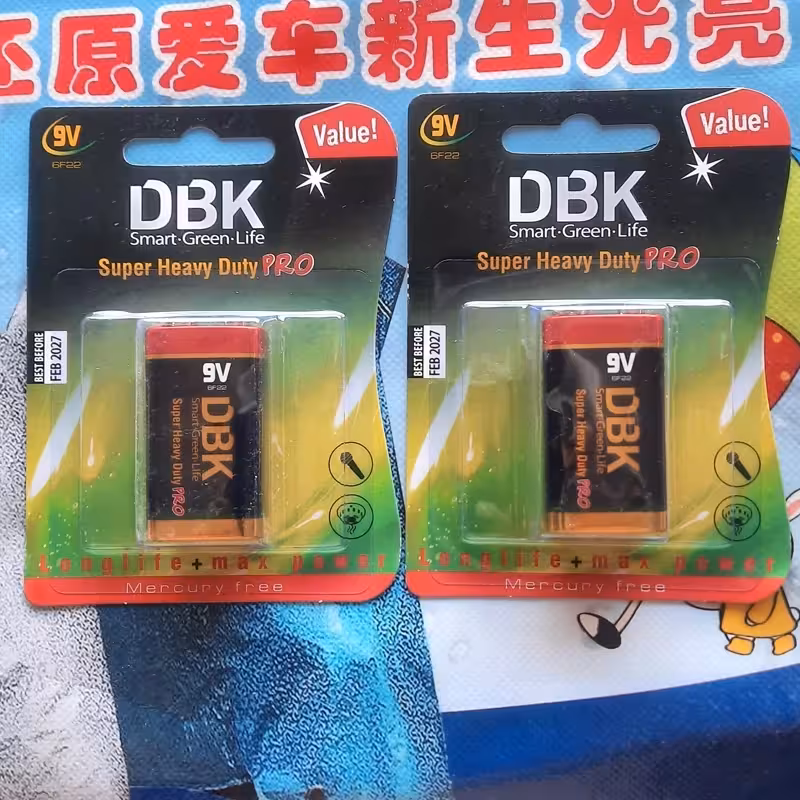 还原爱车新生光亮
9V
6F22
Value!
DBK
Smart·Green·Life
Super Heavy Duty PRO
BEST BEFORE
FEB 2027
9V
6F22
DBK
Smart·Green·Life
Super Heavy Duty PRO
Longlife + max power
Mercury free
9V
6F22
Value!
DBK
Smart·Green·Life
Super Heavy Duty PRO
BEST BEFORE
FEB 2027
9V
6F22
DBK
Smart·Green·Life
Super Heavy Duty PRO
Longlife + max power
Mercury free